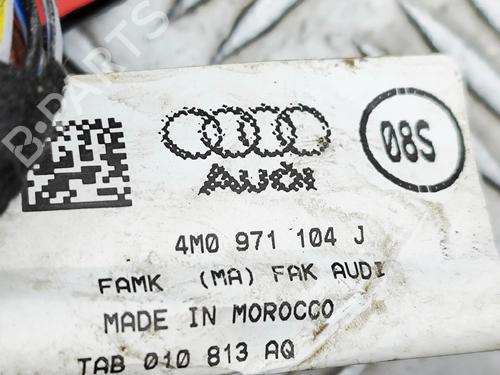 B-PARTS
08S
AUDI
4M0 971 104 J
FAMK (MA) FAK AUDI
MADE IN MOROCCO
TAB 010 813 AQ